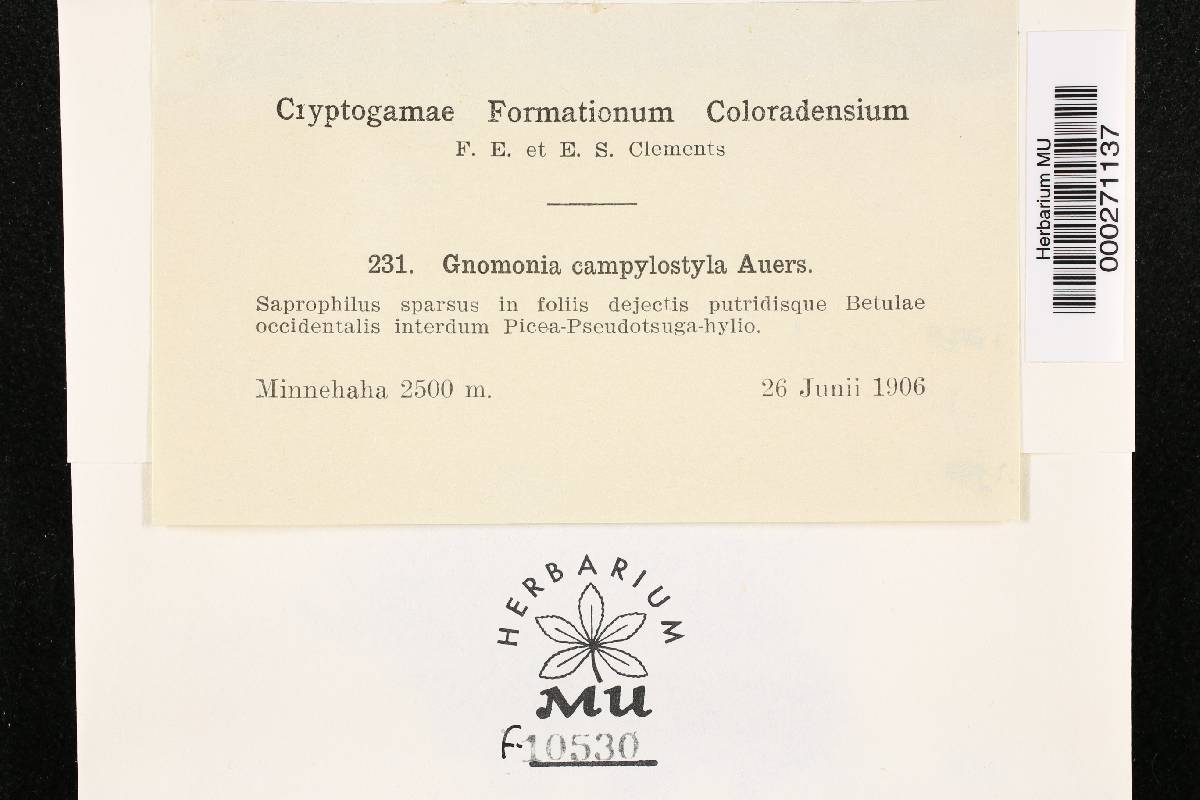 Cryptogamae Formationum Coloradensium
F. E. et E. S. Clements
231. Gnomonia campylostyla Auers.
Saprophilus sparsus in foliis dejectis putridisque Betulae
occidentalis interdum Picea-Pseudotsuga-hylio.
Minnehaha 2500 m. 26 Junii 1906
Herbarium MU
000271137
HERBARIUM
MU
F.10530